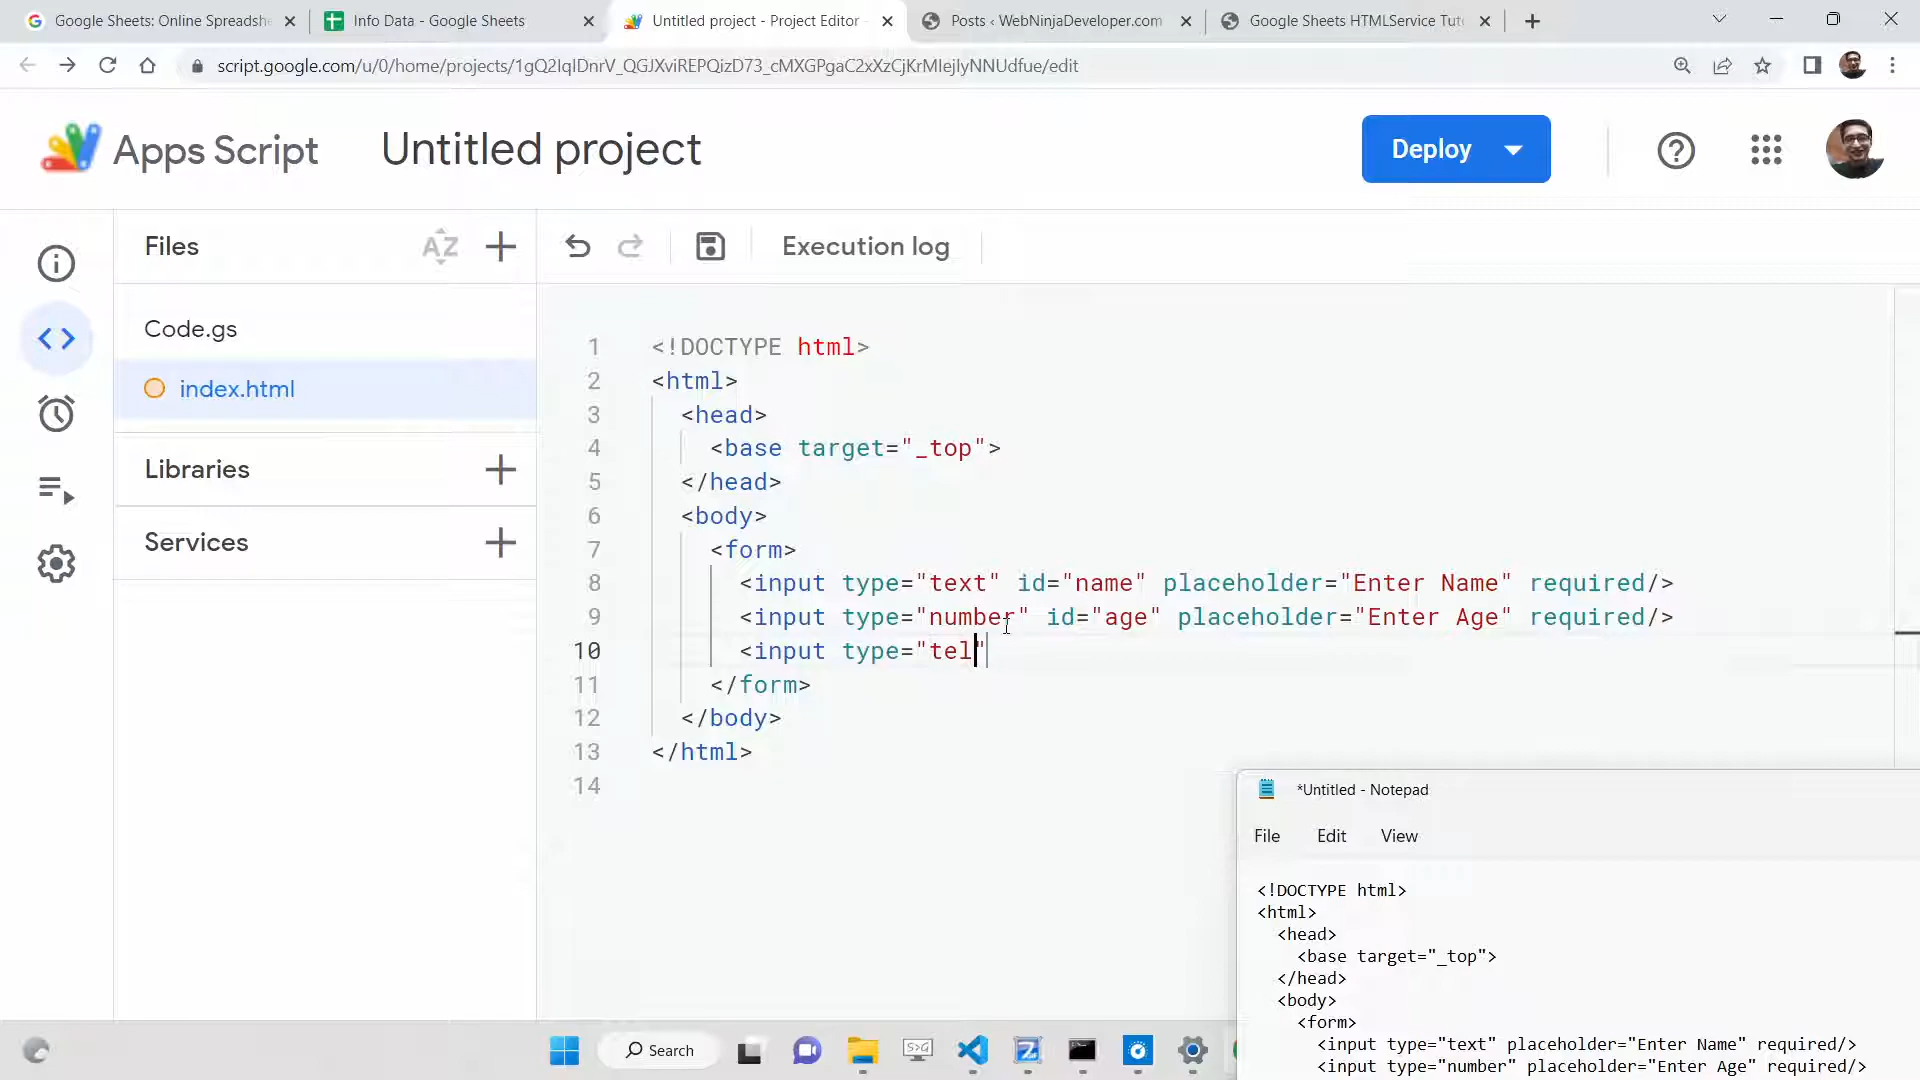 Google Sheets: Online Spreadshe
Info Data - Google Sheets
Untitled project - Project Editor
Posts ‹ WebNinjaDeveloper.com
Google Sheets HTMLService Tut
script.google.com/u/0/home/projects/1gQ2IqIDnrV_QGJXviREPQizD73_cMXGPgaC2xXzCjKrMIejIyNNUdfue/edit
Apps Script
Untitled project
Deploy
Files
AZ
Execution log
Code.gs
index.html
Libraries
Services
1 <!DOCTYPE html>
2 <html>
3 <head>
4 <base target="_top">
5 </head>
6 <body>
7 <form>
8 <input type="text" id="name" placeholder="Enter Name" required/>
9 <input type="number" id="age" placeholder="Enter Age" required/>
10 <input type="tel"
11 </form>
12 </body>
13 </html>
14
*Untitled - Notepad
File Edit View
<!DOCTYPE html>
<html>
<head>
<base target="_top">
</head>
<body>
<form>
<input type="text" placeholder="Enter Name" required/>
<input type="number" placeholder="Enter Age" required/>
Search